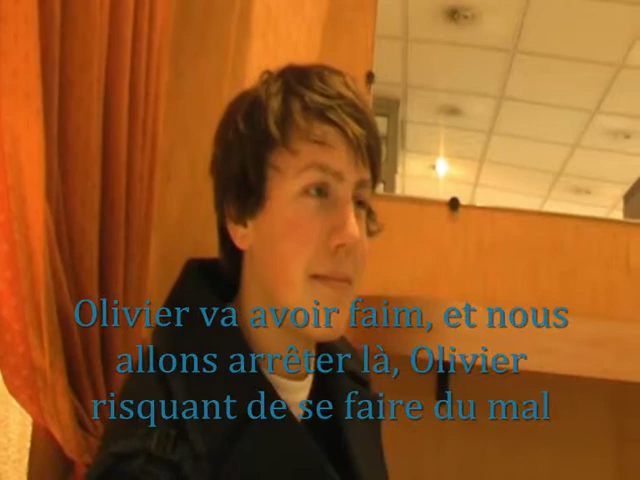 Olivier va avoir faim, et nous
allons arrêter là, Olivier
risquant de se faire du mal